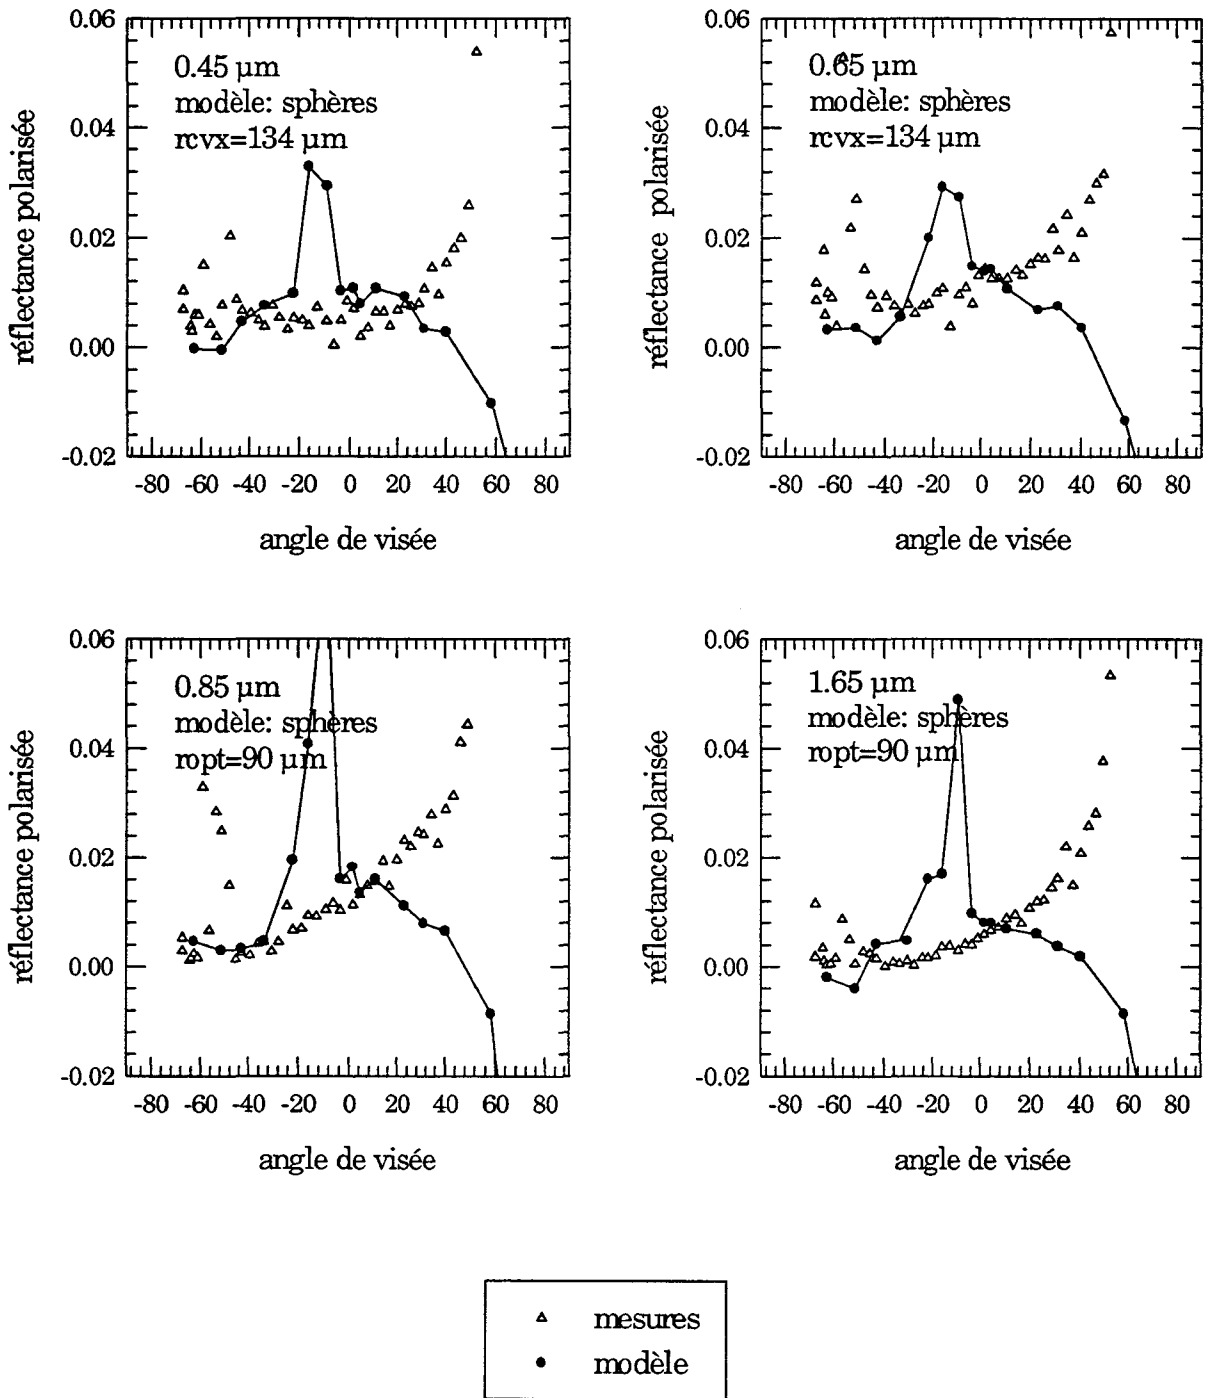 0.06
0.04
0.02
0.00
-0.02
réflectance polarisée
0.45 µm
modèle: sphères
rcvx=134 µm
-80 -60 -40 -20 0 20 40 60 80
angle de visée
0.06
0.04
0.02
0.00
-0.02
réflectance polarisée
0.65 µm
modèle: sphères
rcvx=134 µm
-80 -60 -40 -20 0 20 40 60 80
angle de visée
0.06
0.04
0.02
0.00
-0.02
réflectance polarisée
0.85 µm
modèle: sphères
ropt=90 µm
-80 -60 -40 -20 0 20 40 60 80
angle de visée
0.06
0.04
0.02
0.00
-0.02
réflectance polarisée
1.65 µm
modèle: sphères
ropt=90 µm
-80 -60 -40 -20 0 20 40 60 80
angle de visée
mesures
modèle